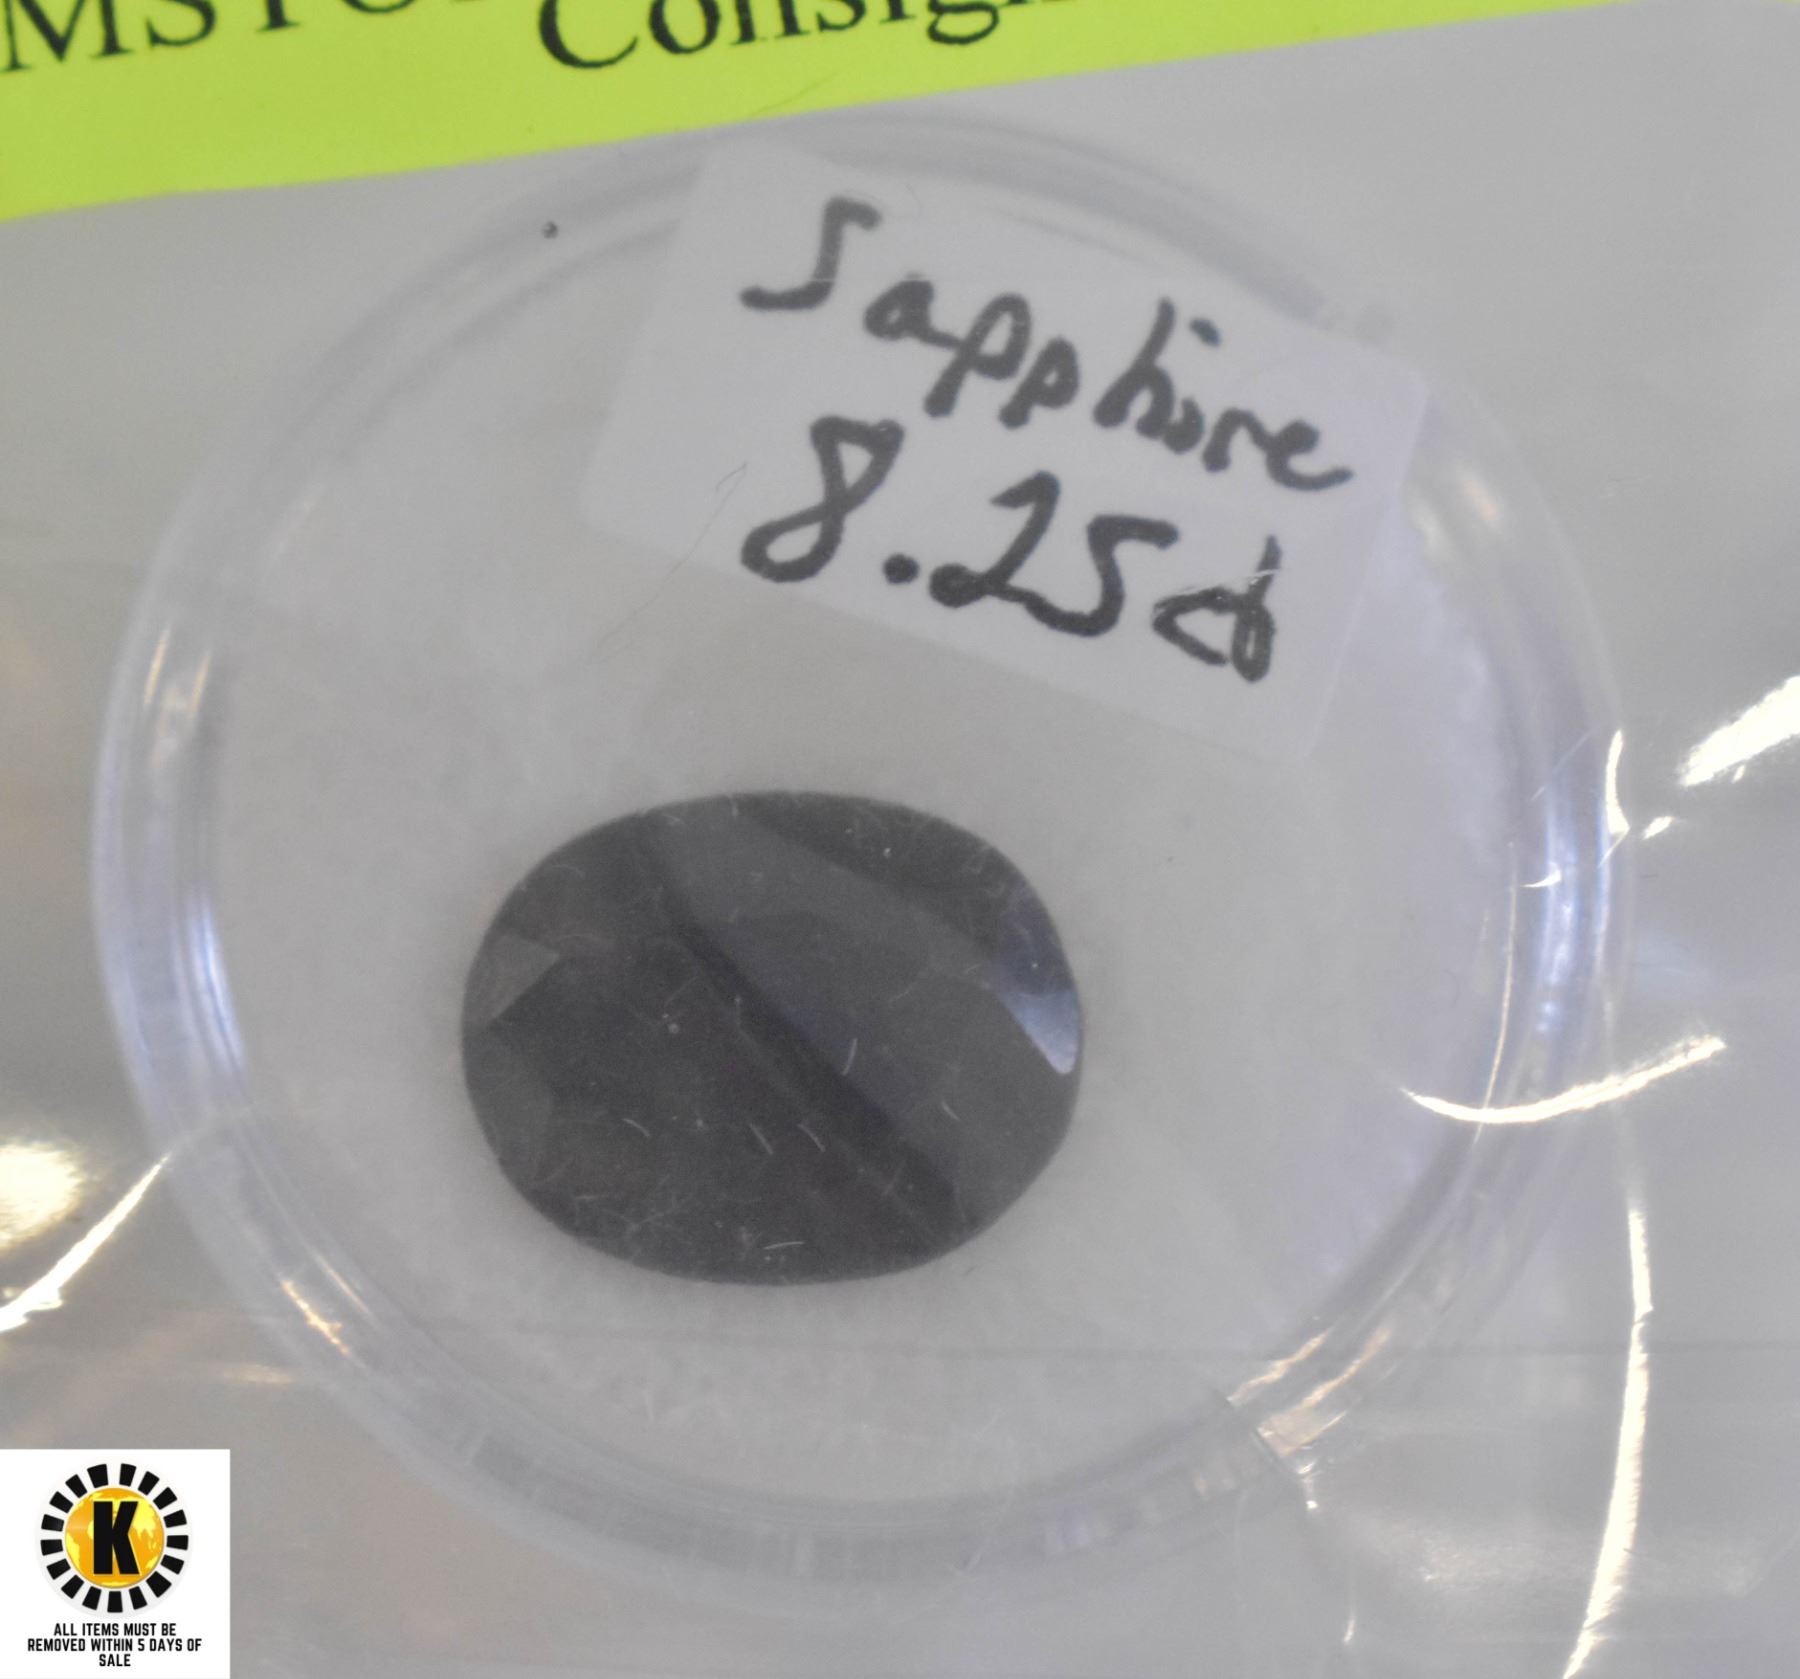 Sapphire
8.25ct
K
ALL ITEMS MUST BE
REMOVED WITHIN 5 DAYS OF
SALE